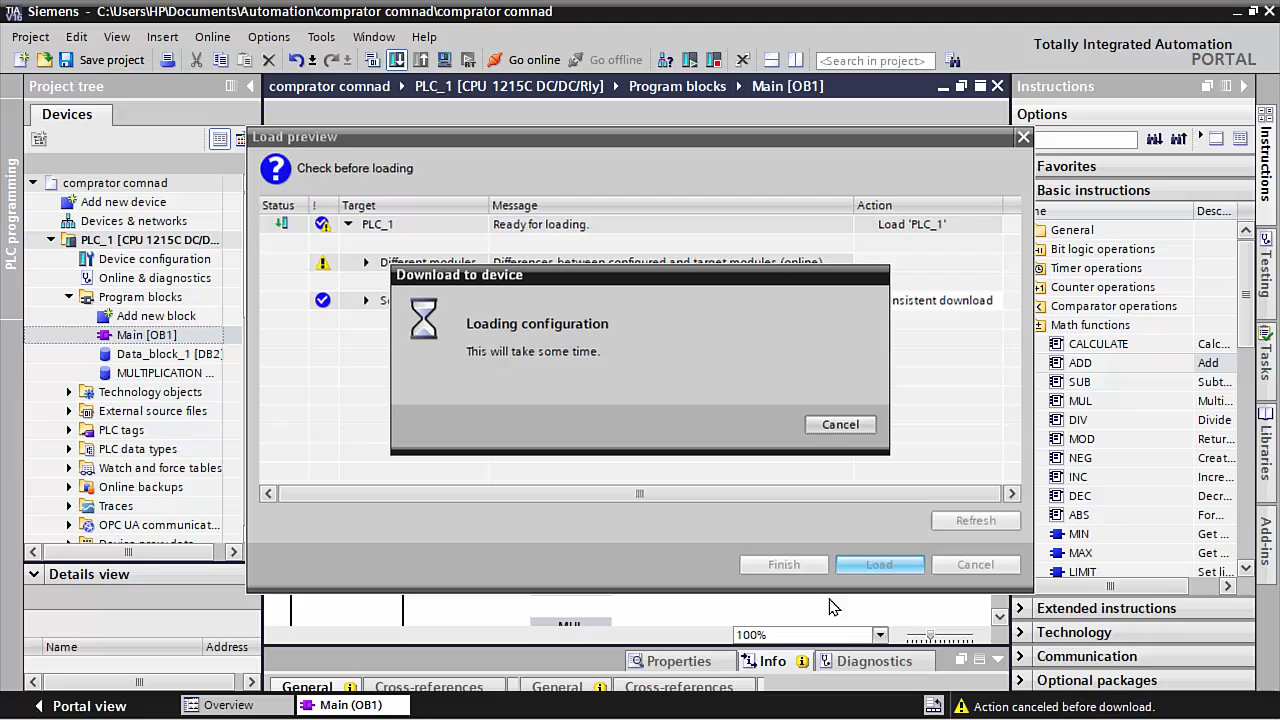 TIA
V16
Siemens - C:\Users\HP\Documents\Automation\comprator comnad\comprator comnad
Project Edit View Insert Online Options Tools Window Help
Totally Integrated Automation
PORTAL
Save project
Go online
Go offline
<Search in project>
Project tree
comprator comnad
PLC_1 [CPU 1215C DC/DC/Rly]
Program blocks
Main [OB1]
Instructions
Devices
Options
PLC programming
comprator comnad
Add new device
Devices & networks
PLC_1 [CPU 1215C DC/D...
Device configuration
Online & diagnostics
Program blocks
Add new block
Main [OB1]
Data_block_1 [DB2]
MULTIPLICATION ...
Technology objects
External source files
PLC tags
PLC data types
Watch and force tables
Online backups
Traces
OPC UA communicat...
Details view
Name Address
Load preview
Check before loading
Status ! Target Message Action
PLC_1 Ready for loading. Load 'PLC_1'
Different modules Differences between configured and target modules (online)
nsistent download
Download to device
Loading configuration
This will take some time.
Cancel
Refresh
Finish Load Cancel
MUL
100%
Properties Info Diagnostics
General Cross-references General Cross-references
Favorites
Basic instructions
me Desc...
General
Bit logic operations
Timer operations
Counter operations
Comparator operations
Math functions
CALCULATE Calc...
ADD Add
SUB Subt...
MUL Multi...
DIV Divide
MOD Retur...
NEG Creat...
INC Incre...
DEC Decr...
ABS For...
MIN Get ...
MAX Get ...
LIMIT Set li...
Extended instructions
Technology
Communication
Optional packages
Instructions
Tasks
Libraries
Add-ins
Portal view
Overview
Main (OB1)
Action canceled before download.